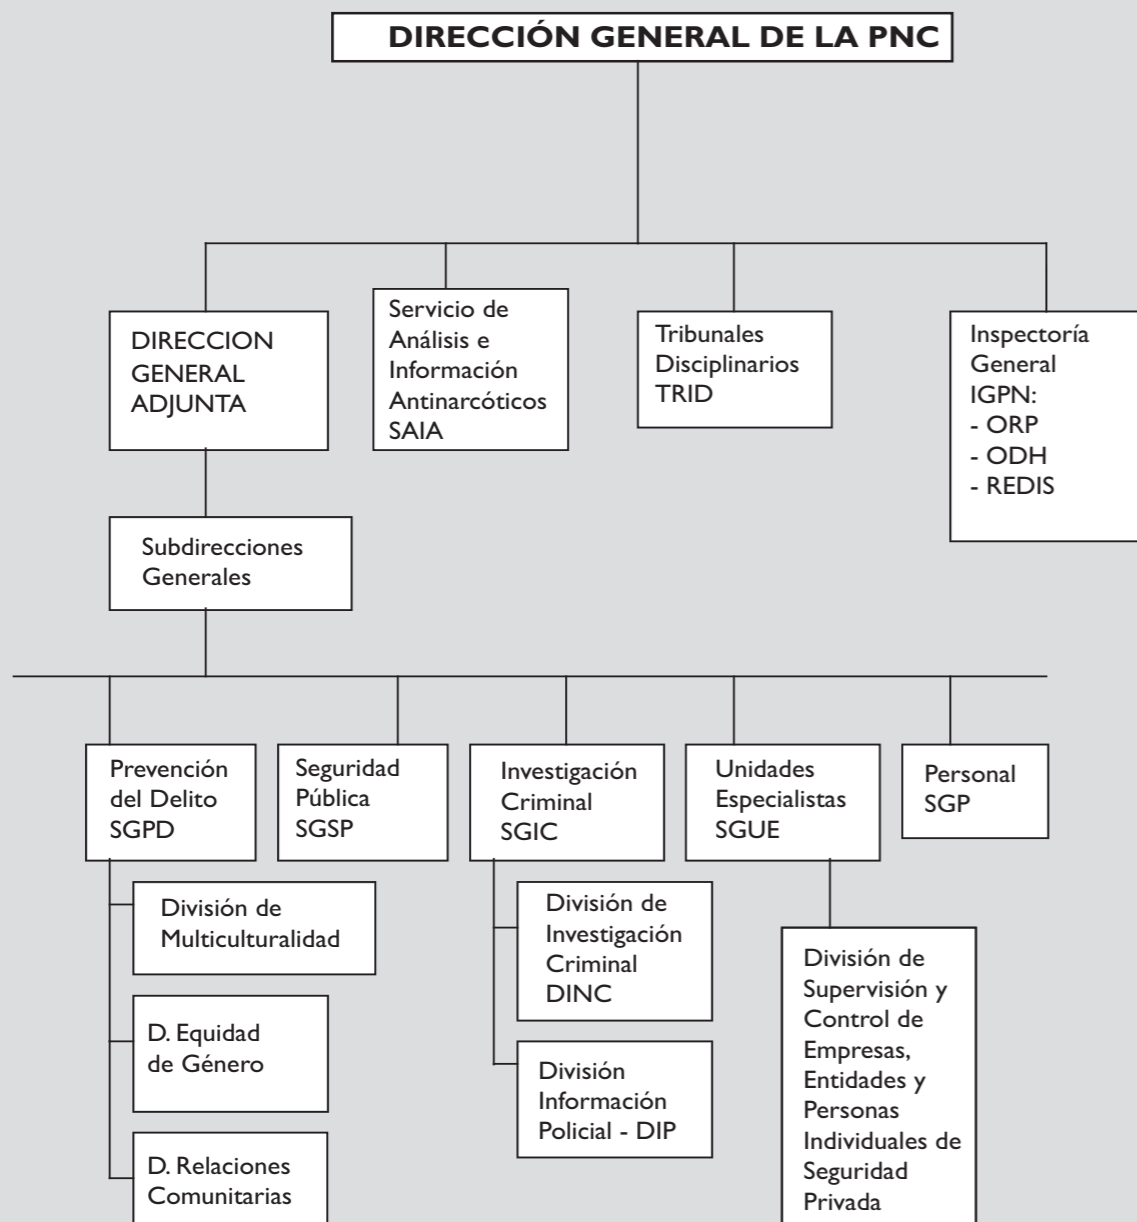 DIRECCIÓN GENERAL DE LA PNC
DIRECCION
GENERAL
ADJUNTA
Servicio de
Análisis e
Información
Antinarcóticos
SAIA
Tribunales
Disciplinarios
TRID
Inspectoría
General
IGPN:
- ORP
- ODH
- REDIS
Subdirecciones
Generales
Prevención
del Delito
SGPD
Seguridad
Pública
SGSP
Investigación
Criminal
SGIC
Unidades
Especialistas
SGUE
Personal
SGP
División de
Multiculturalidad
D. Equidad
de Género
D. Relaciones
Comunitarias
División de
Investigación
Criminal
DINC
División
Información
Policial - DIP
División de
Supervisión y
Control de
Empresas,
Entidades y
Personas
Individuales de
Seguridad
Privada